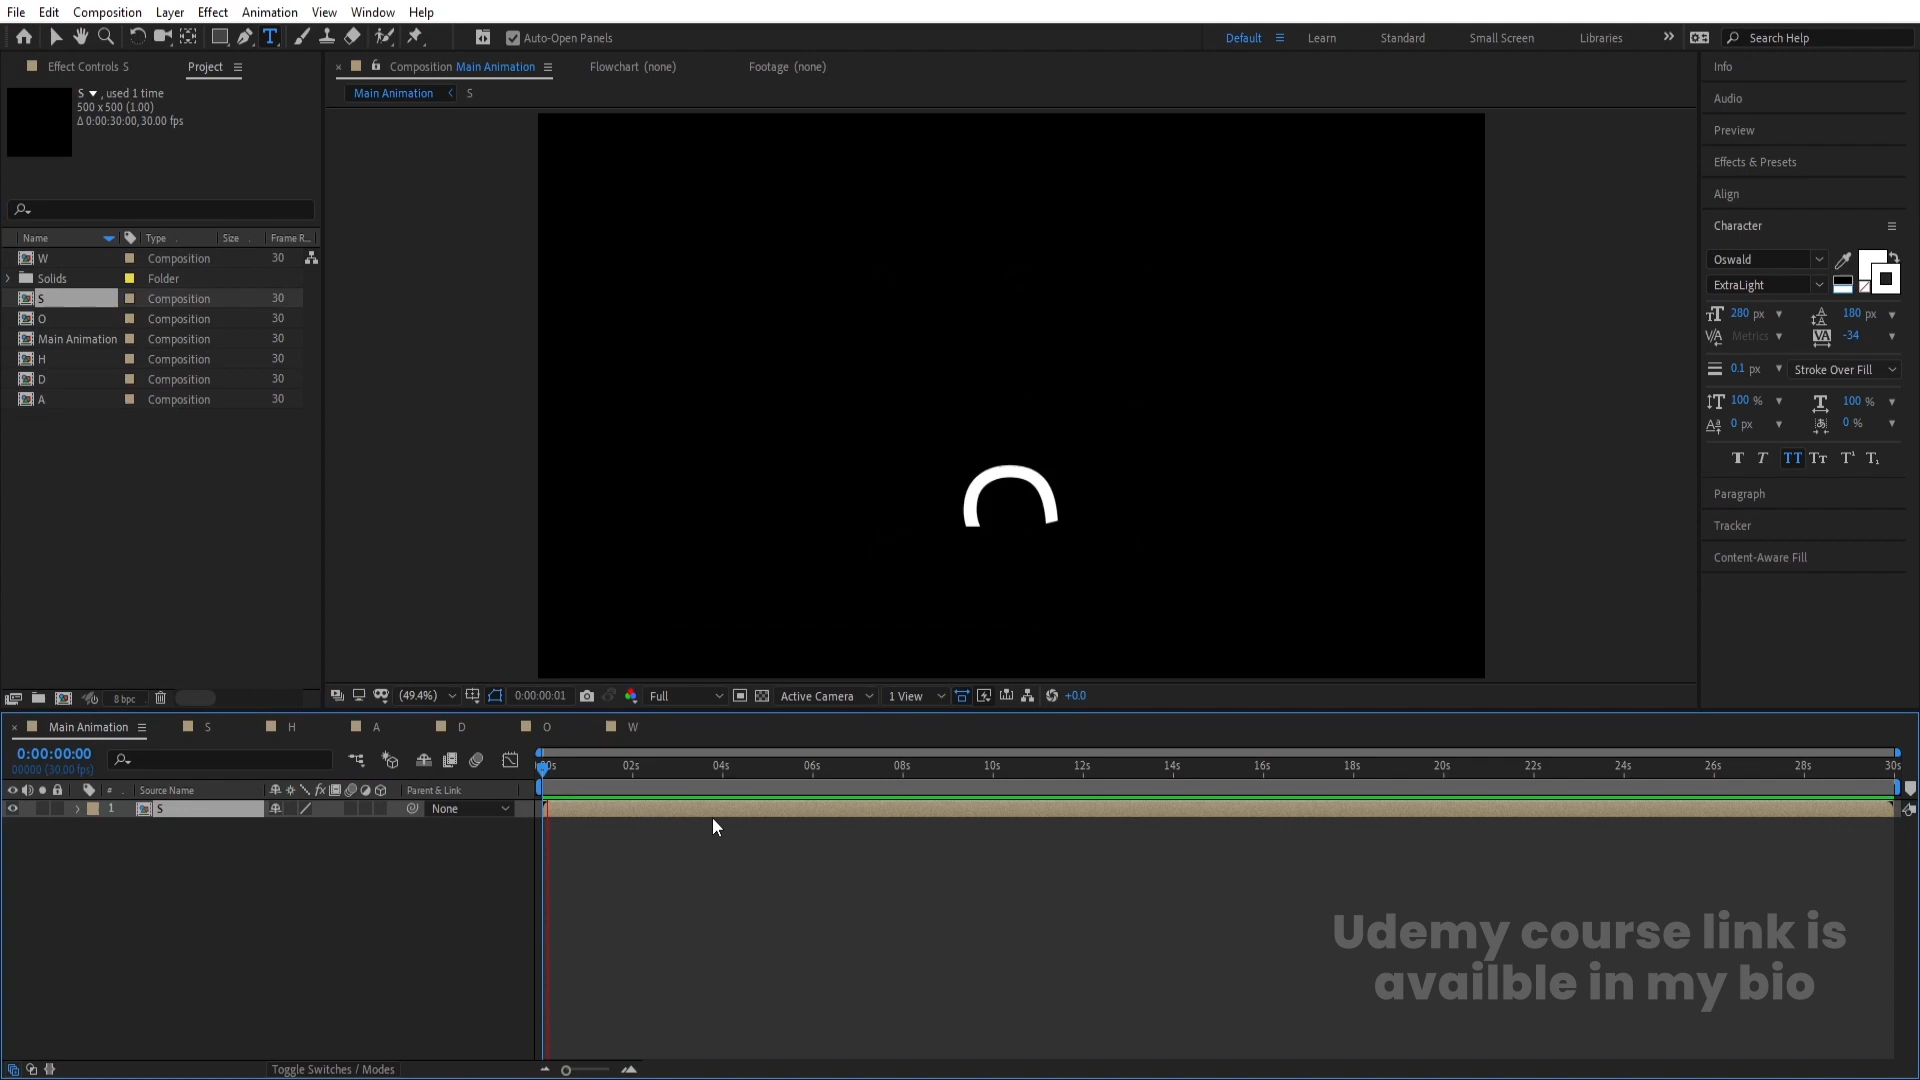 File Edit Composition Layer Effect Animation View Window Help
Auto-Open Panels Default Learn Standard Small Screen Libraries Search Help
Effect Controls S Project
Composition Main Animation Flowchart (none) Footage (none)
Main Animation S
S , used 1 time
500 x 500 (1.00)
Δ 0:00:30:00, 30.00 fps
Name Type Size Frame R...
W Composition 30
Solids Folder
S Composition 30
O Composition 30
Main Animation Composition 30
H Composition 30
D Composition 30
A Composition 30
8 bpc
(49.4%) 0:00:00:01 Full Active Camera 1 View +0.0
Info
Audio
Preview
Effects & Presets
Align
Character
Oswald
ExtraLight
280 px 180 px
Metrics -34
0.1 px Stroke Over Fill
100 % 100 %
0 px 0 %
Paragraph
Tracker
Content-Aware Fill
Main Animation S H A D O W
0:00:00:00
00000 (30.00 fps)
02s 04s 06s 08s 10s 12s 14s 16s 18s 20s 22s 24s 26s 28s 30s
# Source Name Parent & Link
1 S None
Udemy course link is
availble in my bio
Toggle Switches / Modes